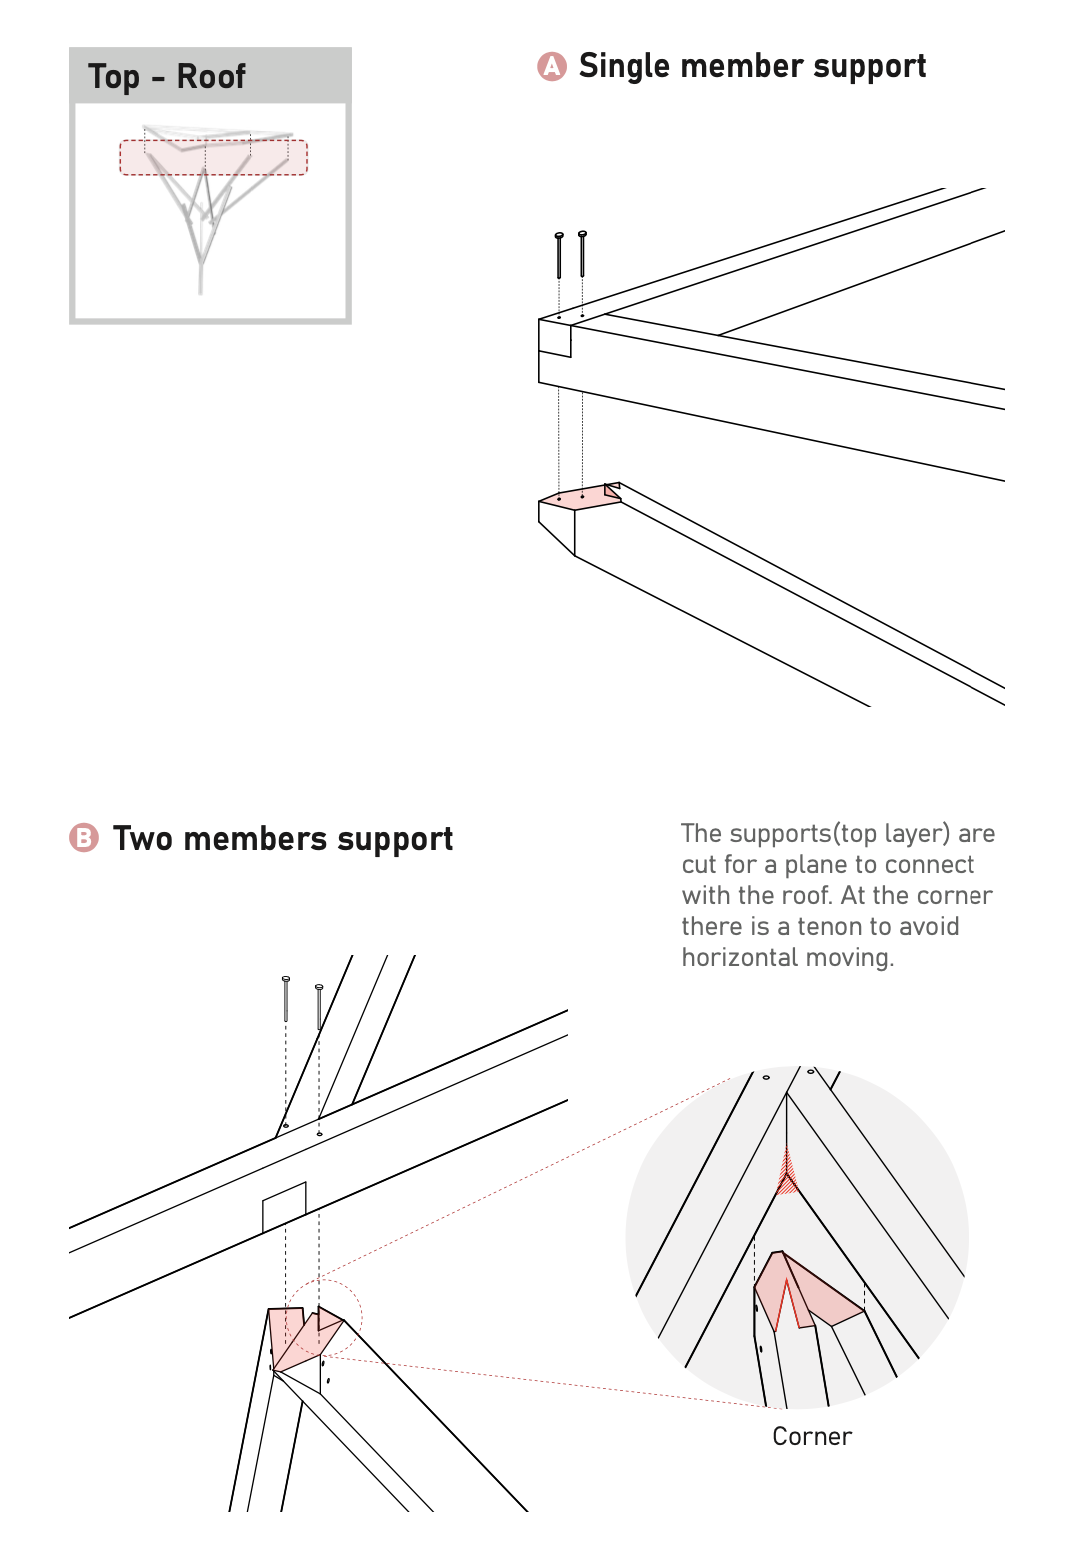 Top - Roof
A Single member support
B Two members support
The supports(top layer) are
cut for a plane to connect
with the roof. At the corner
there is a tenon to avoid
horizontal moving.
Corner